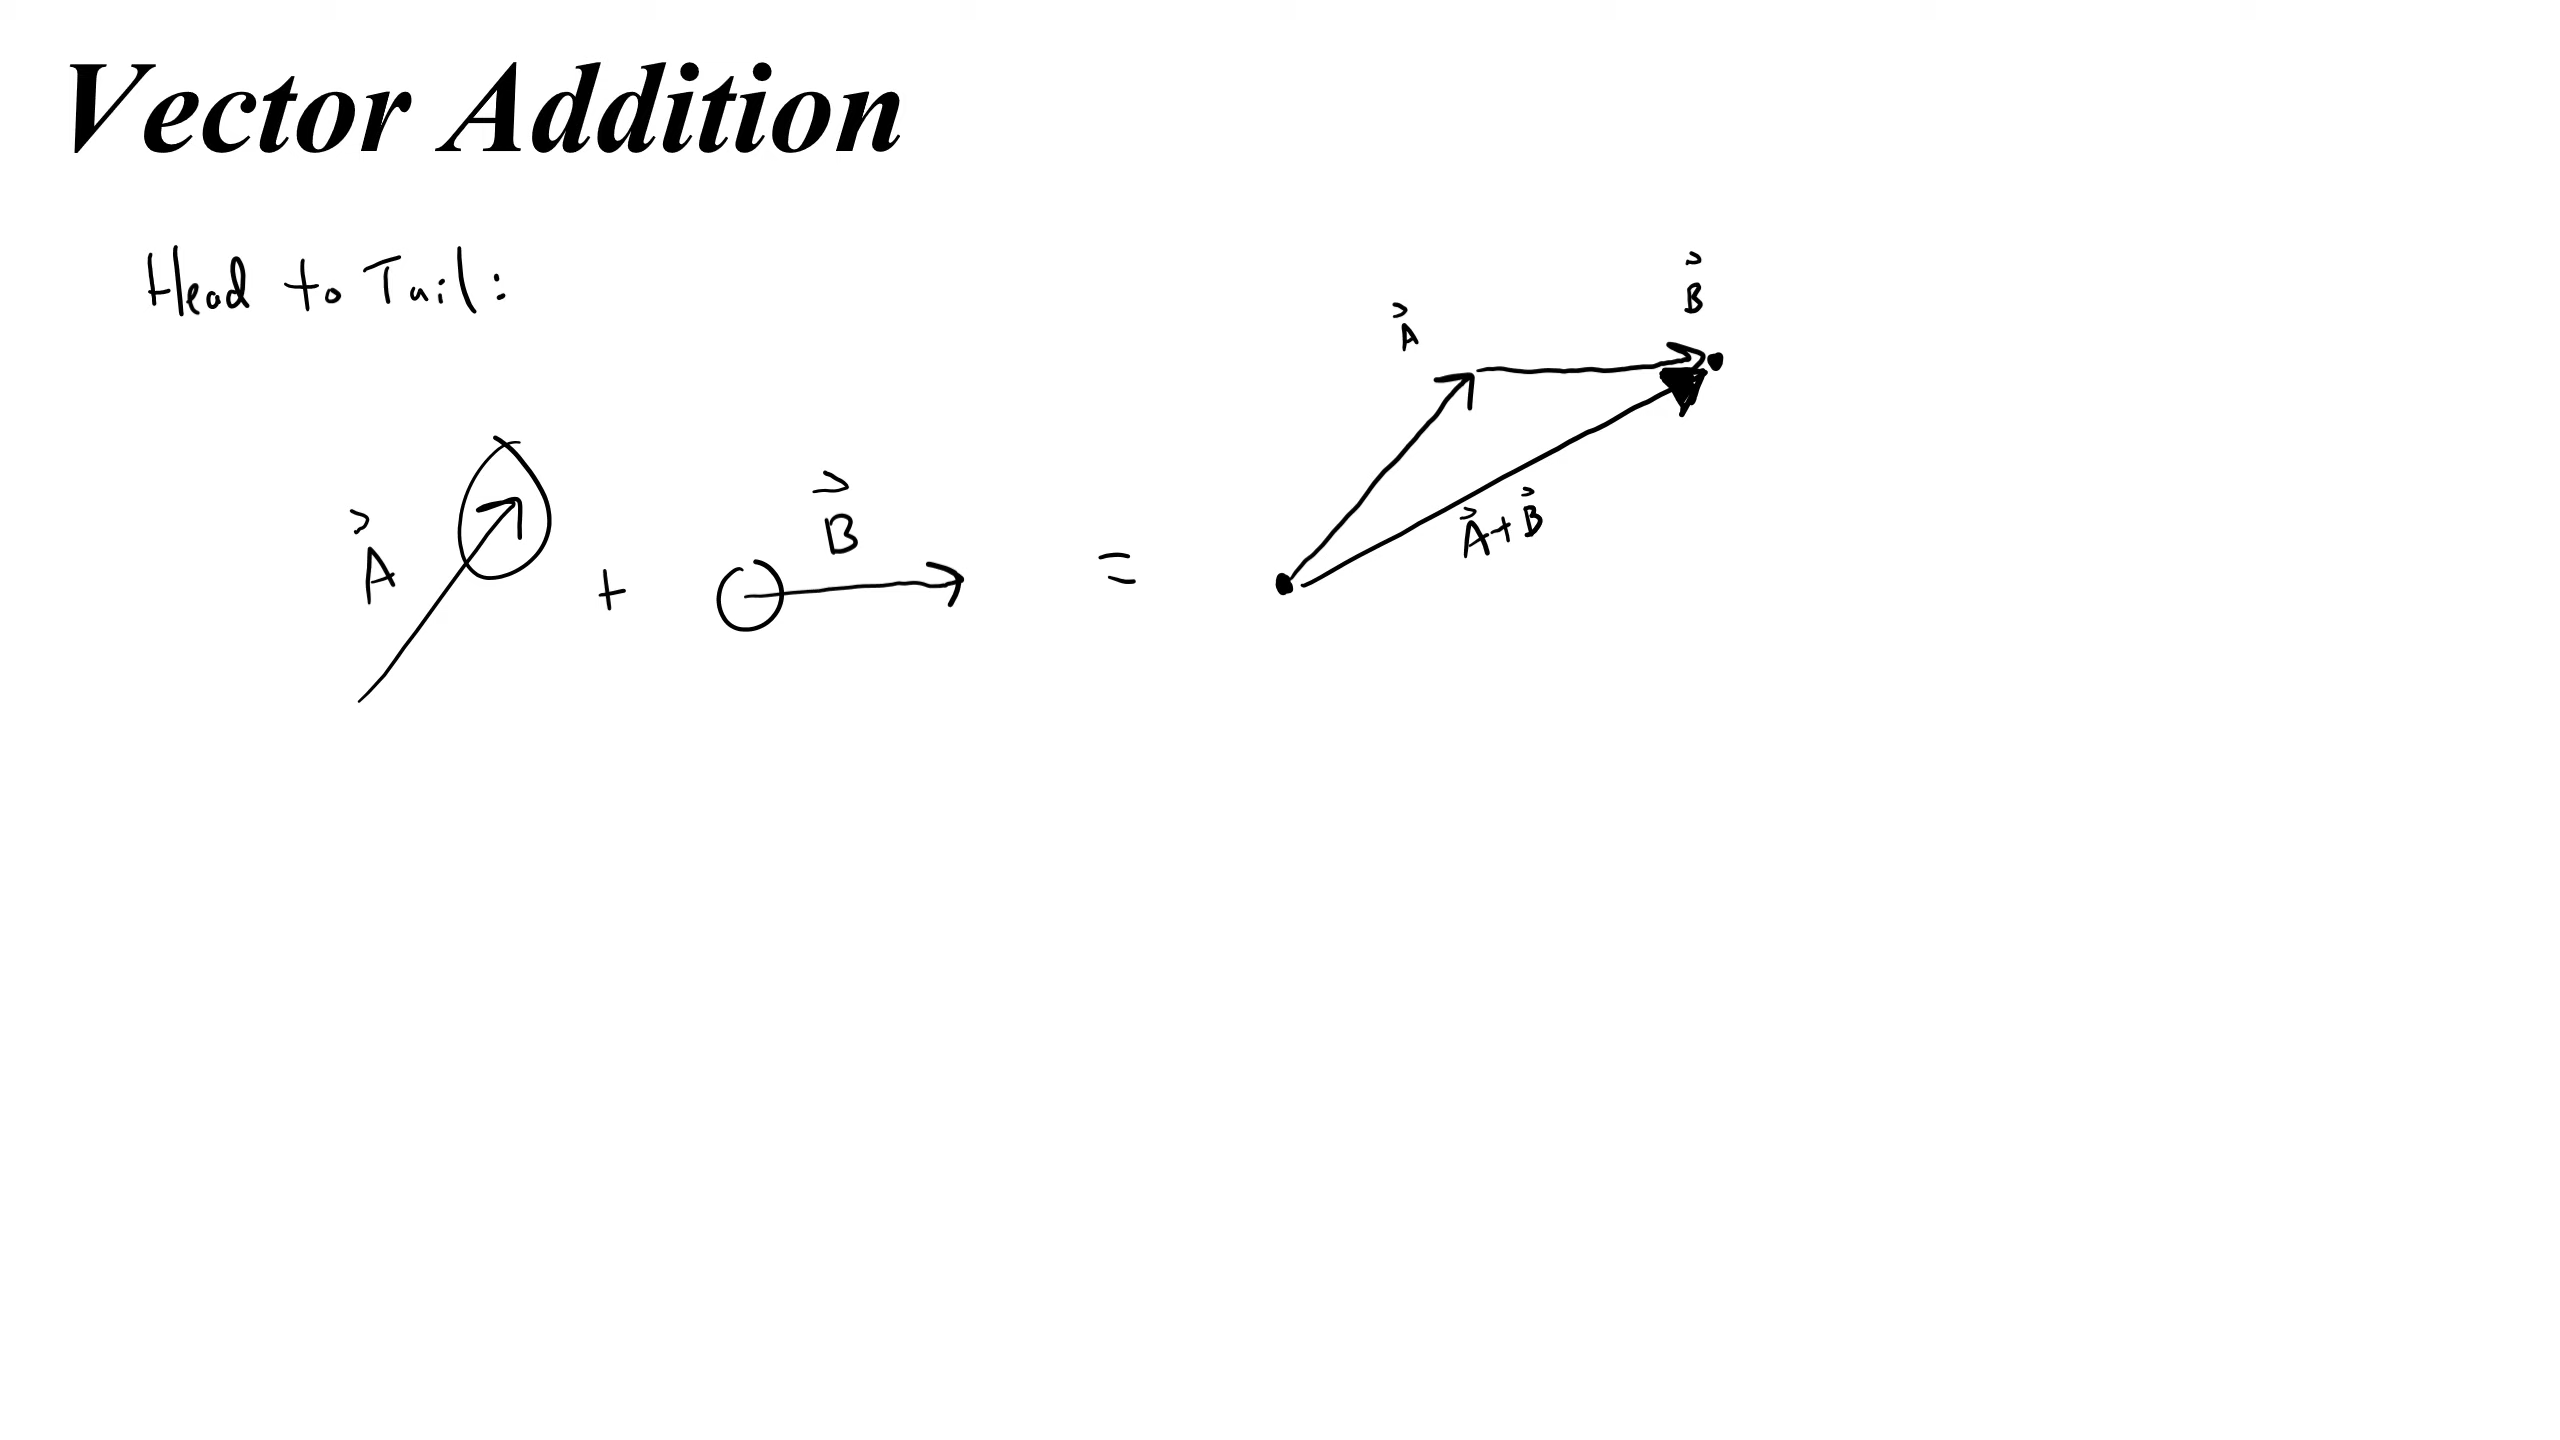 Vector Addition
Head to Tail:
A⃗ + B⃗ =
A⃗ B⃗
A⃗+B⃗